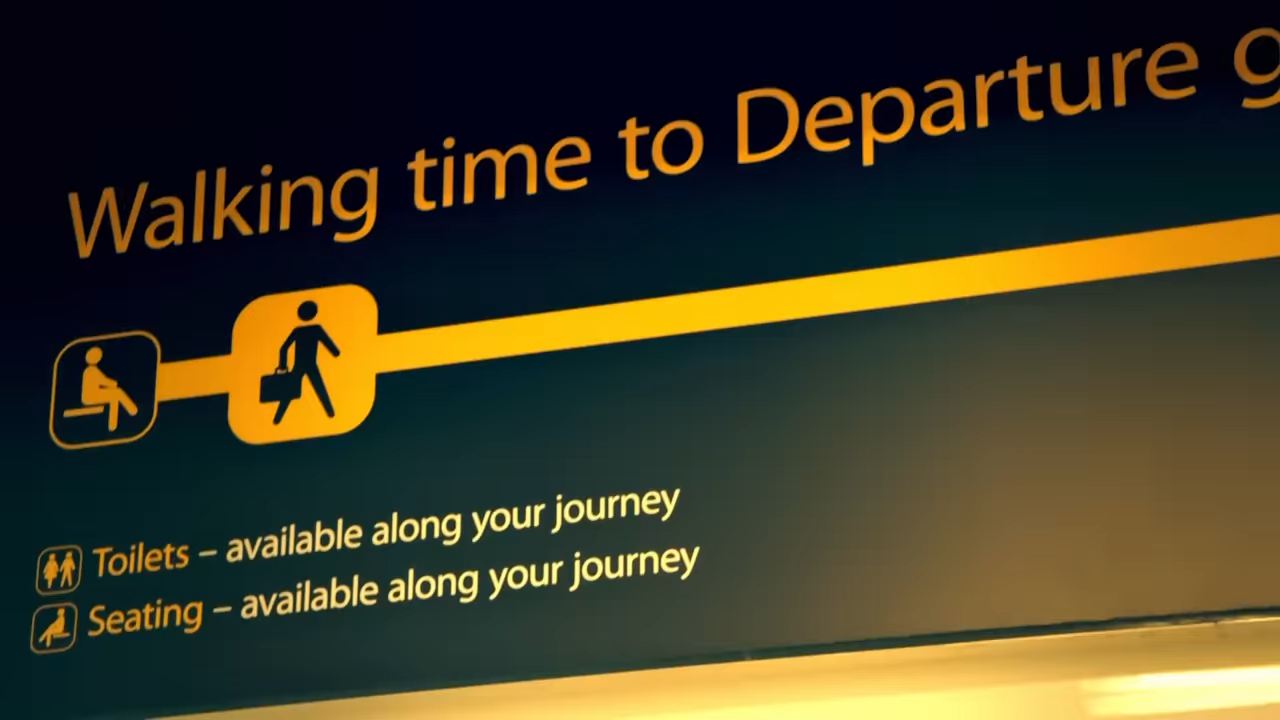 Walking time to Departure g
Toilets – available along your journey
Seating – available along your journey